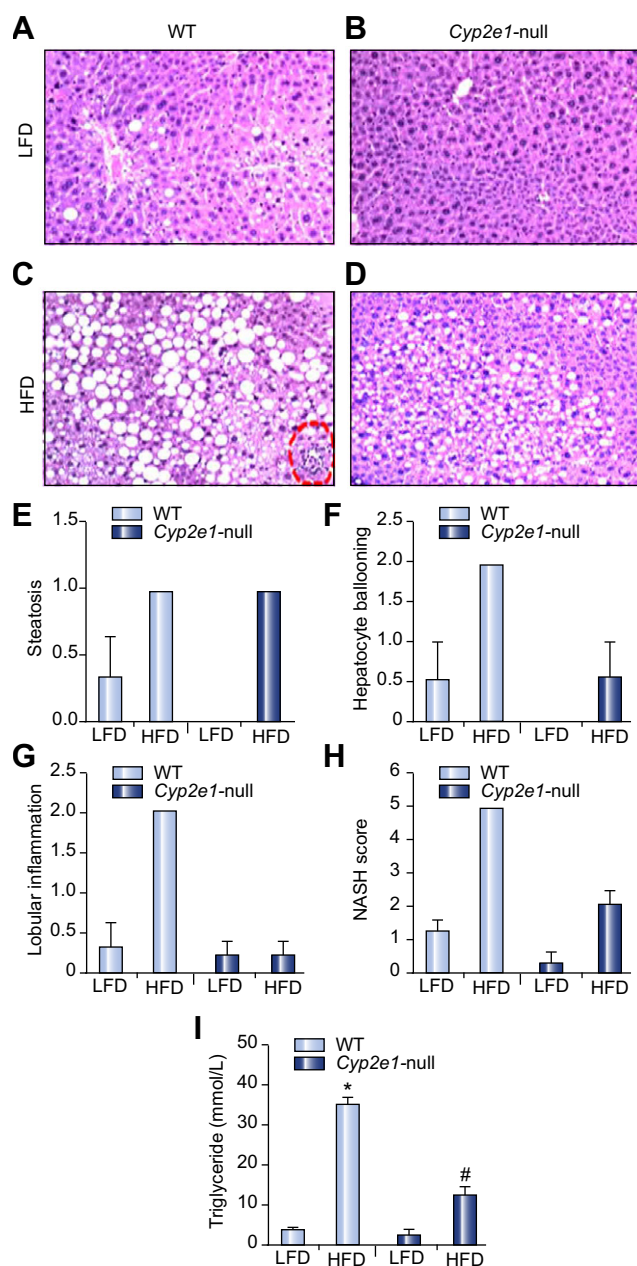 A WT B Cyp2e1-null
LFD
C D
HFD
E F
WT
Cyp2e1-null
Steatosis
1.5
1.0
0.5
0.0
LFD HFD LFD HFD
WT
Cyp2e1-null
Hepatocyte ballooning
2.5
2.0
1.5
1.0
0.5
0.0
LFD HFD LFD HFD
G H
WT
Cyp2e1-null
Lobular inflammation
2.5
2.0
1.5
1.0
0.5
0
LFD HFD LFD HFD
WT
Cyp2e1-null
NASH score
6
5
4
3
2
1
0
LFD HFD LFD HFD
I
WT
Cyp2e1-null
Triglyceride (mmol/L)
50
40
30
20
10
0
*
#
LFD HFD LFD HFD